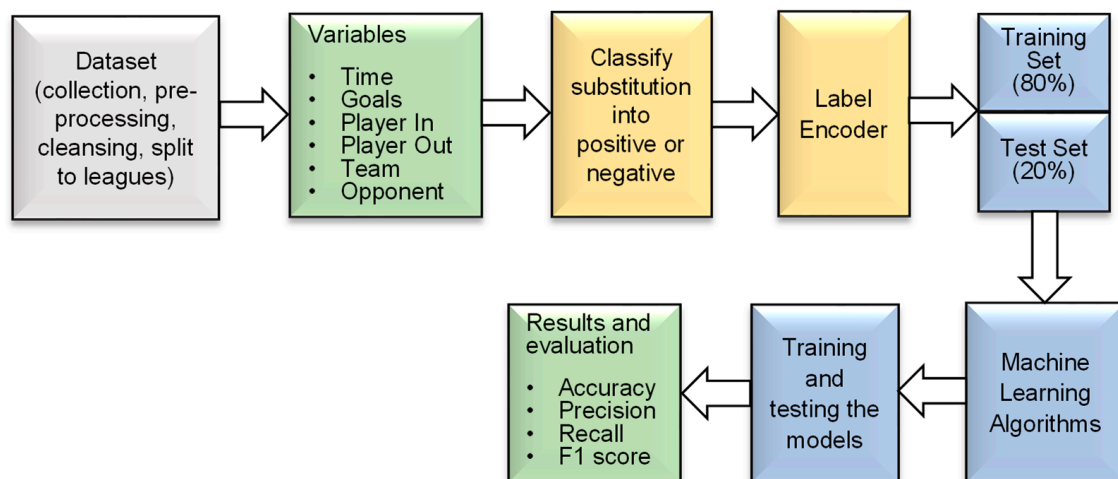 Dataset
(collection, pre-
processing,
cleansing, split
to leagues)
Variables
• Time
• Goals
• Player In
• Player Out
• Team
• Opponent
Classify
substitution
into
positive or
negative
Label
Encoder
Training
Set
(80%)
Test Set
(20%)
Machine
Learning
Algorithms
Training
and
testing the
models
Results and
evaluation
• Accuracy
• Precision
• Recall
• F1 score